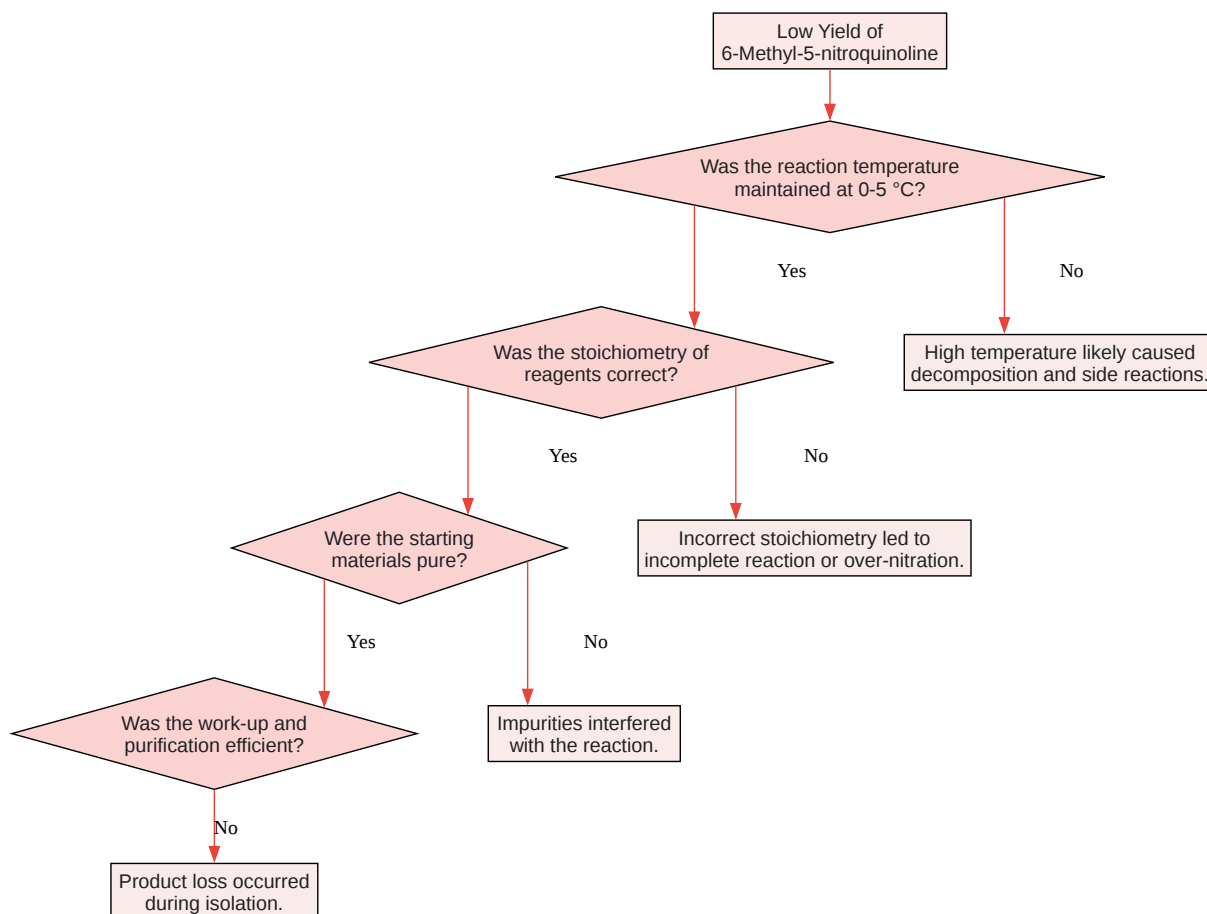 Low Yield of
6-Methyl-5-nitroquinoline
Was the reaction temperature
maintained at 0-5 °C?
Yes
No
Was the stoichiometry of
reagents correct?
High temperature likely caused
decomposition and side reactions.
Yes
No
Were the starting
materials pure?
Incorrect stoichiometry led to
incomplete reaction or over-nitration.
Yes
No
Was the work-up and
purification efficient?
Impurities interfered
with the reaction.
No
Product loss occurred
during isolation.